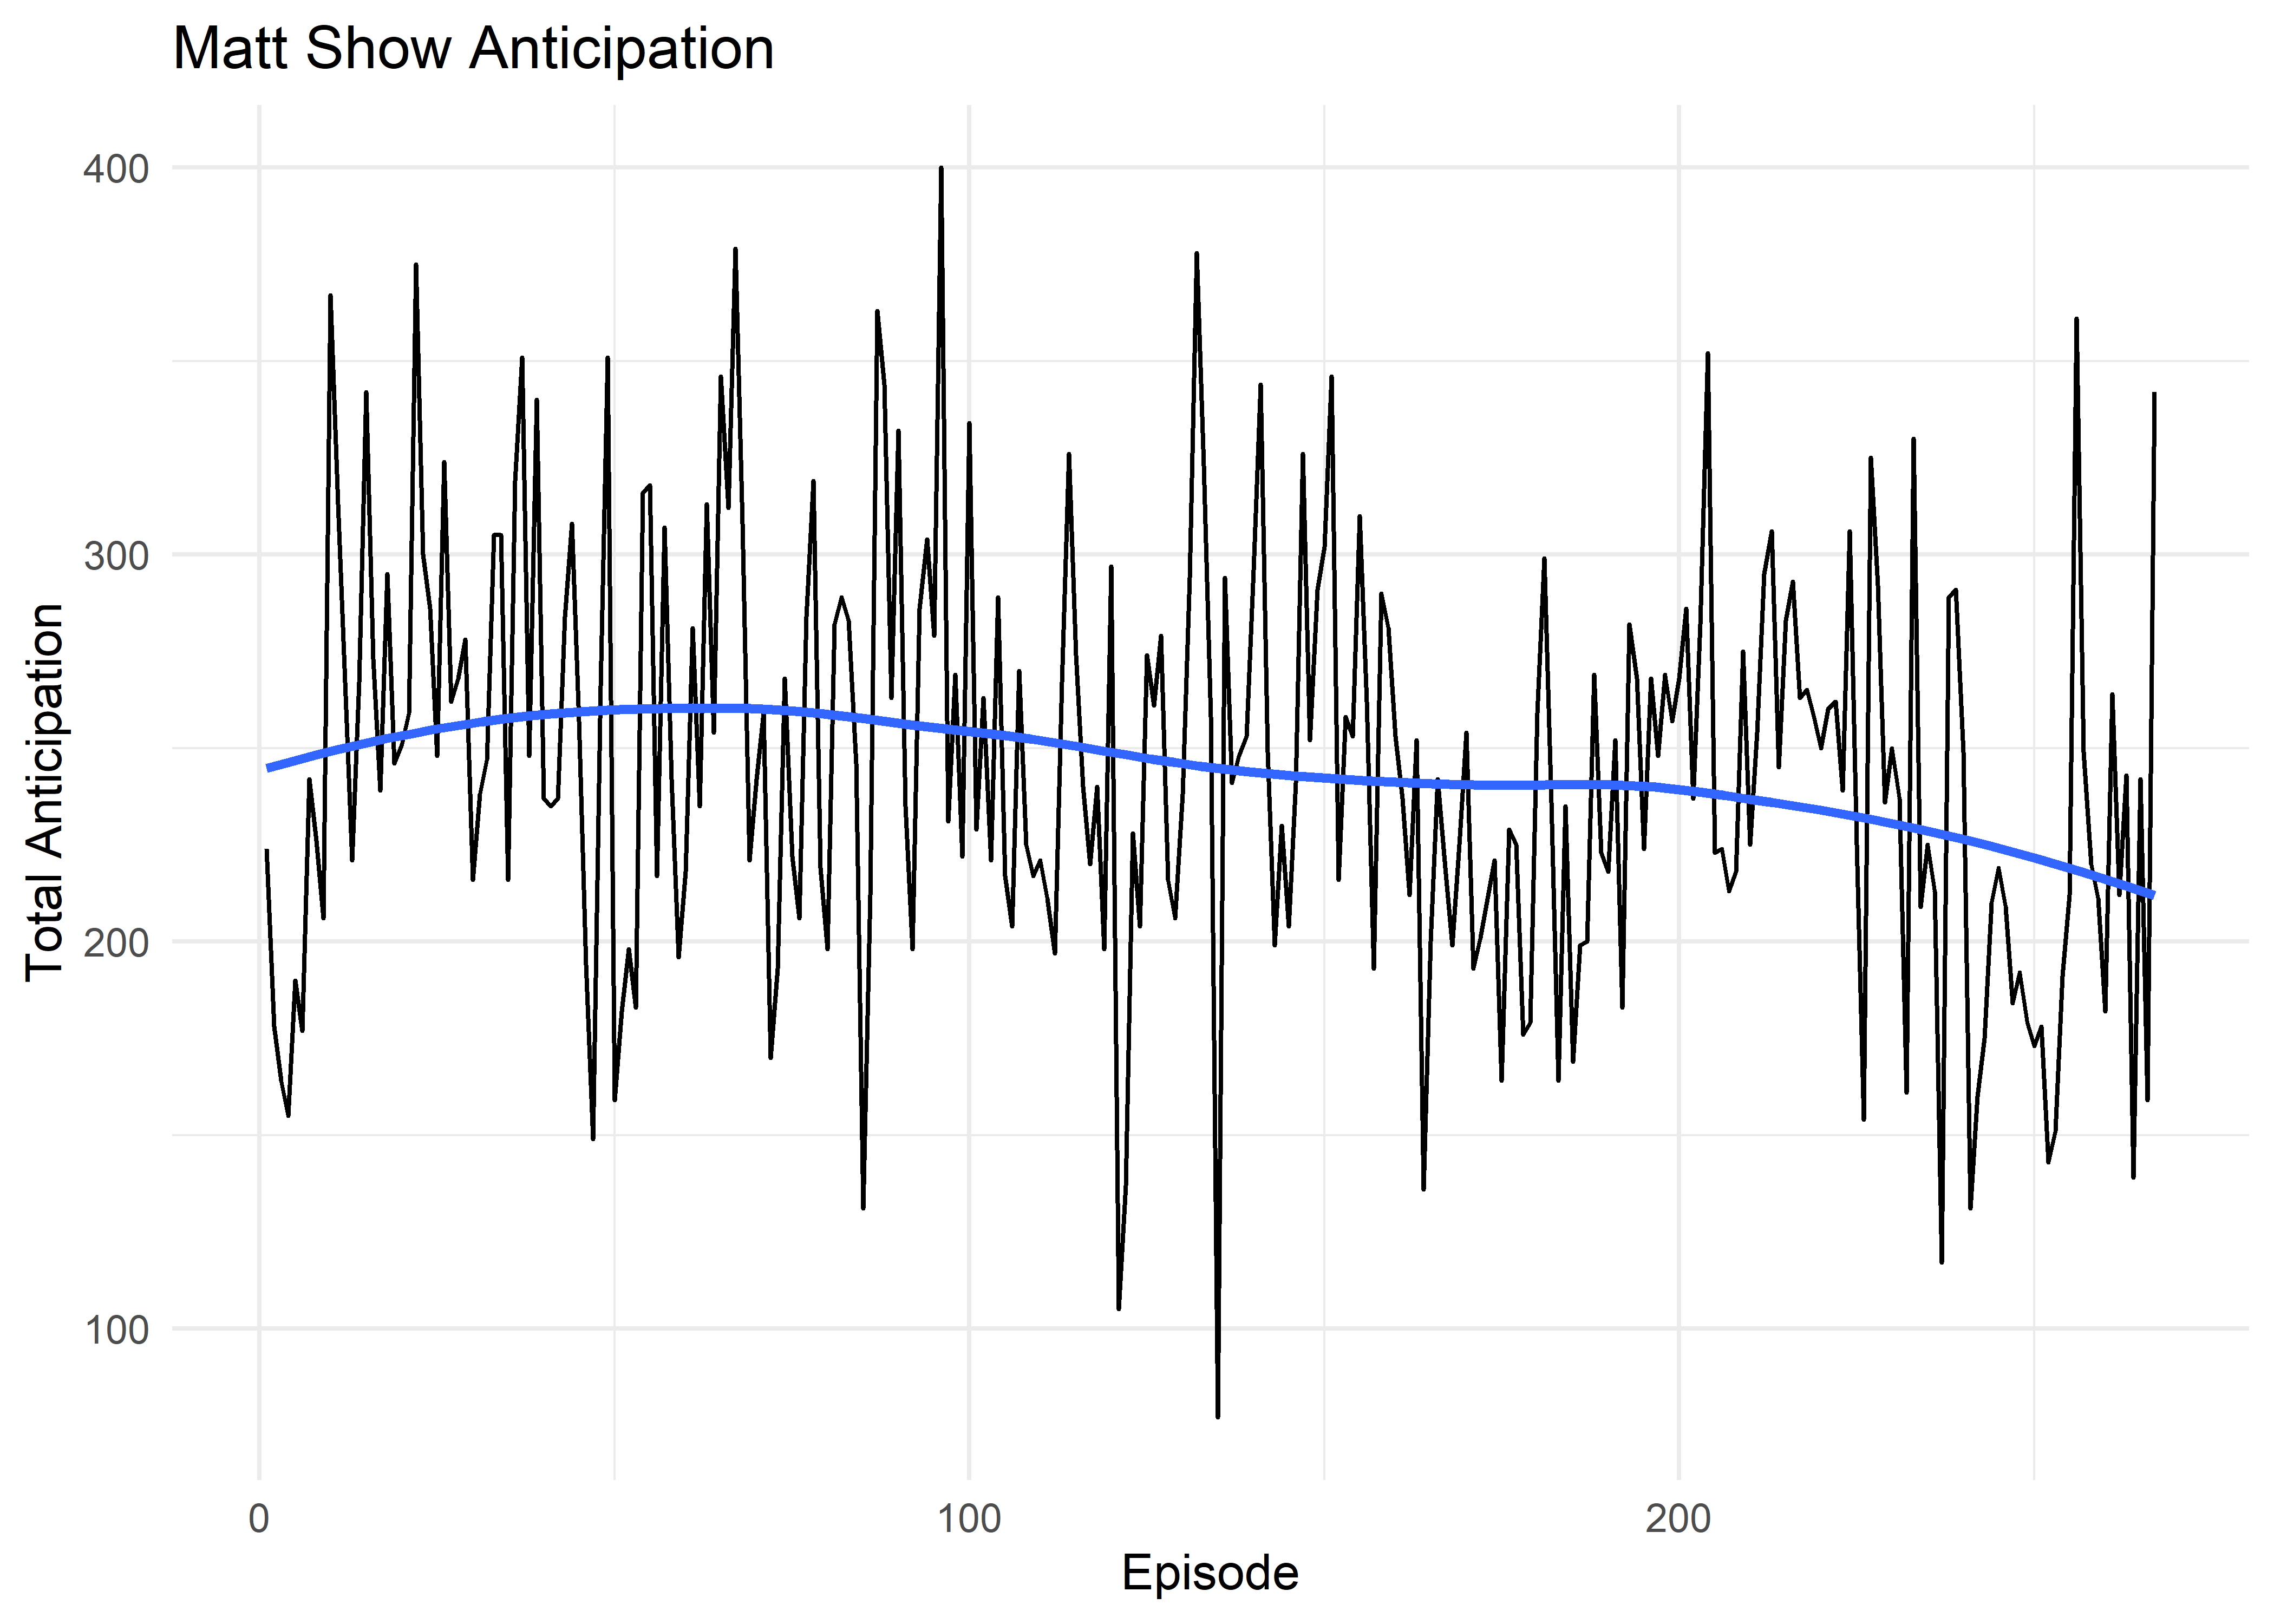 Matt Show Anticipation
400
300
200
100
Total Anticipation
0 100 200
Episode